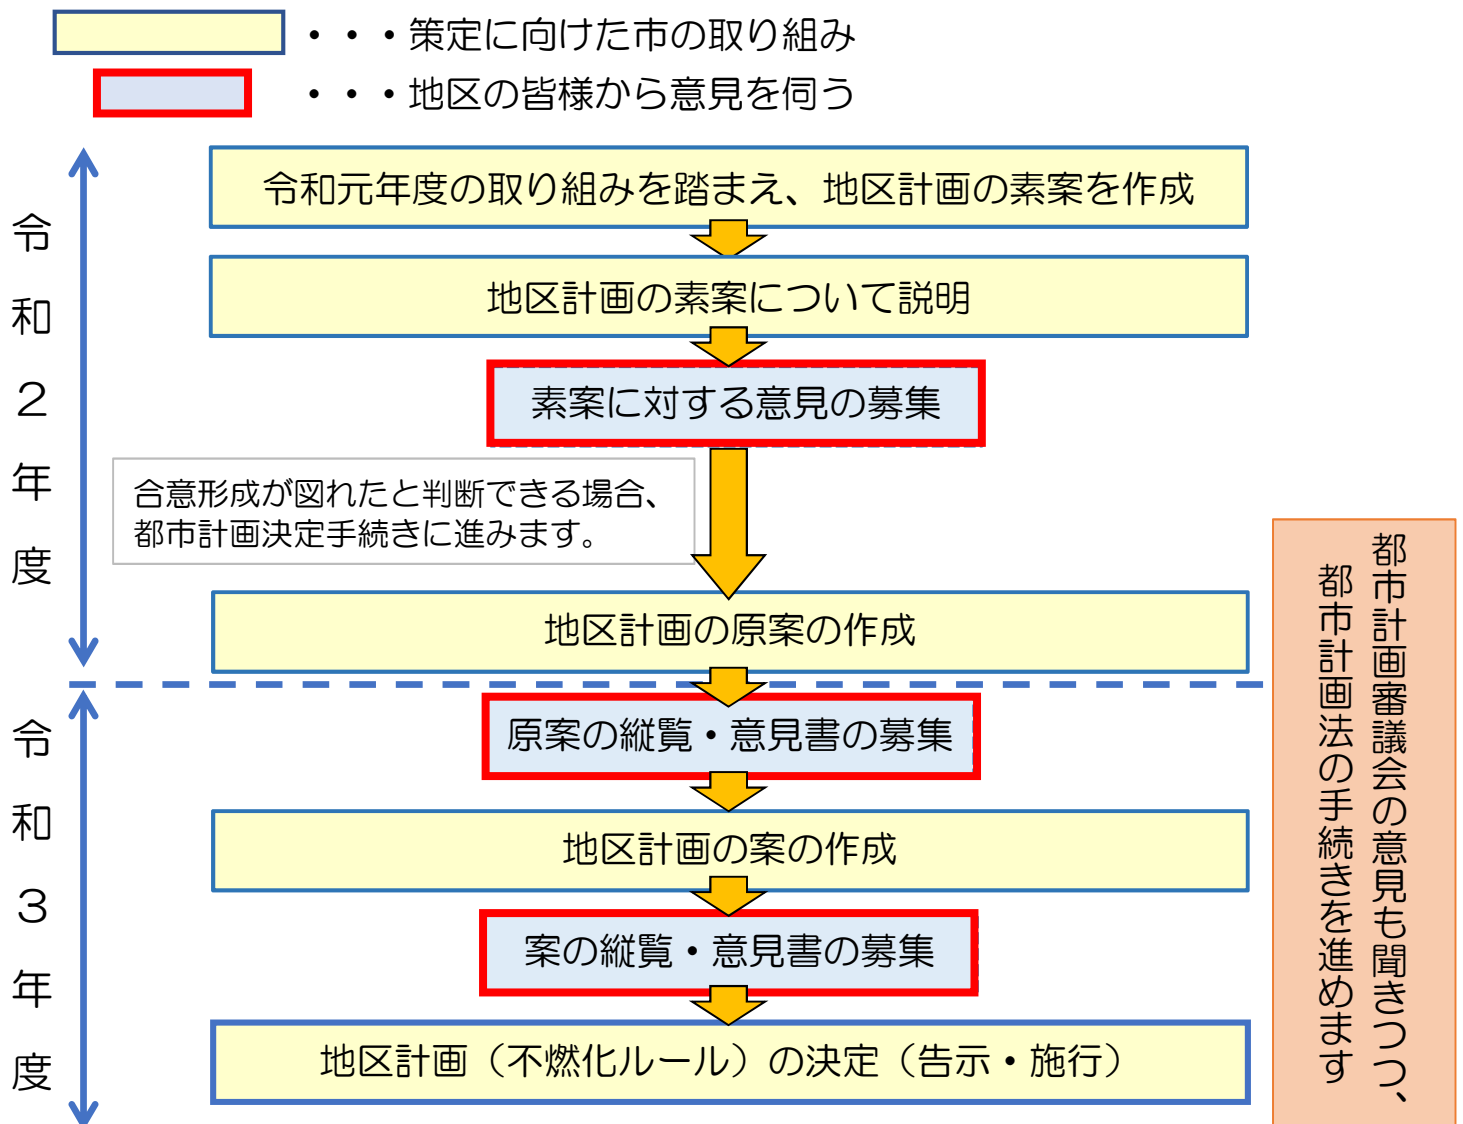 ・・・策定に向けた市の取り組み
・・・地区の皆様から意見を伺う
令和２年度
令和元年度の取り組みを踏まえ、地区計画の素案を作成
地区計画の素案について説明
素案に対する意見の募集
合意形成が図れたと判断できる場合、
都市計画決定手続きに進みます。
地区計画の原案の作成
令和３年度
原案の縦覧・意見書の募集
地区計画の案の作成
案の縦覧・意見書の募集
地区計画（不燃化ルール）の決定（告示・施行）
都市計画審議会の意見も聞きつつ、
都市計画法の手続きを進めます